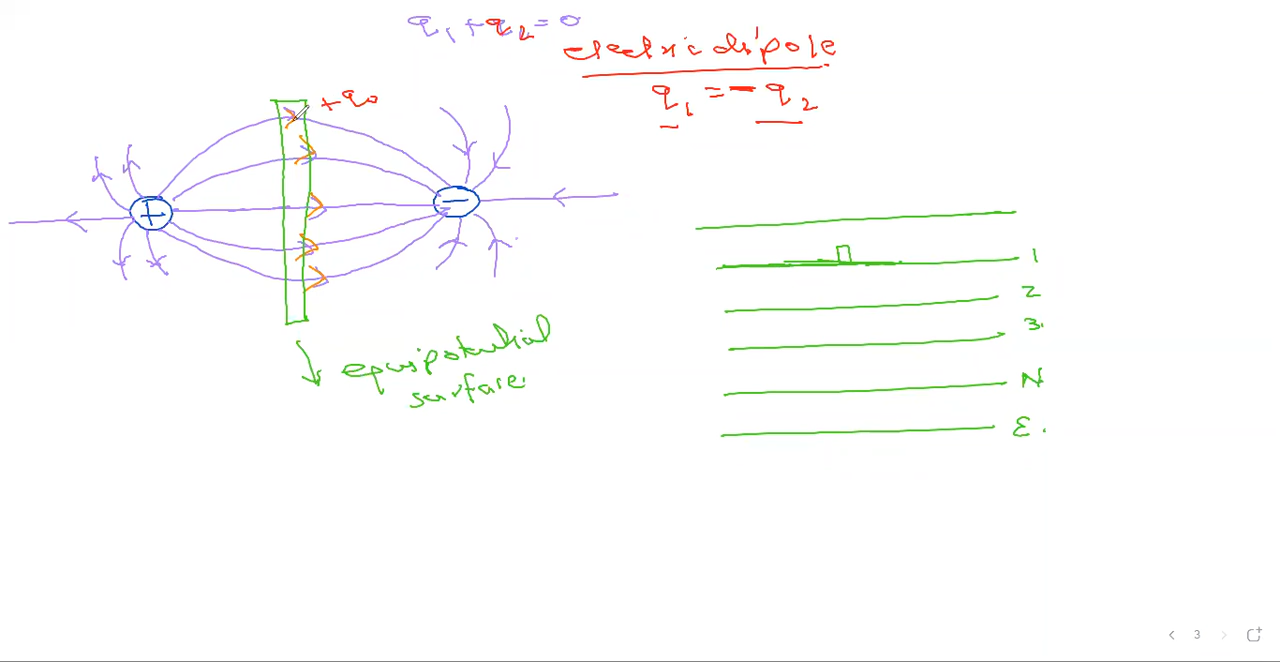 q₁ + q₂ = 0
electric dipole
q₁ = - q₂
+q₀
+
-
1
2
3.
N
E.
equipotential
surface.
3